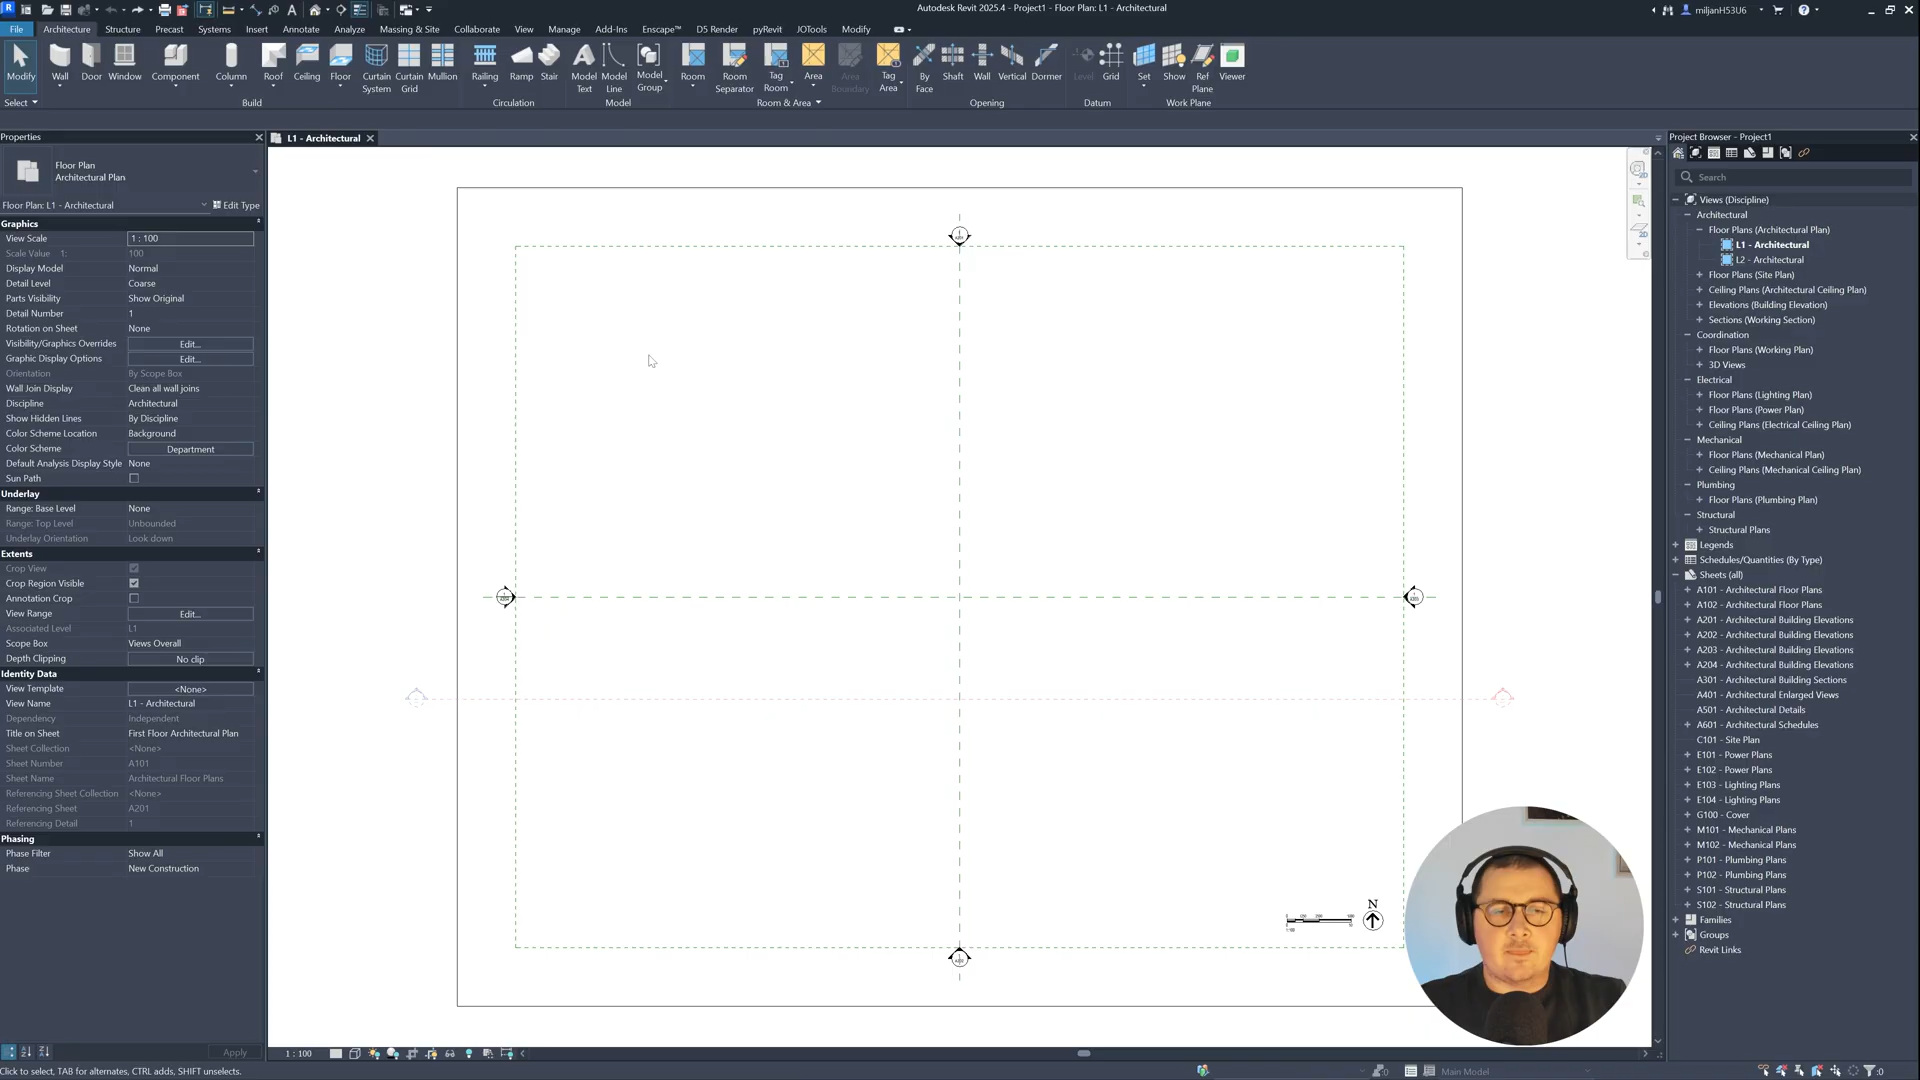 Autodesk Revit 2025.4 - Project1 - Floor Plan: L1 - Architectural
miljanH53U6
File
Architecture
Structure
Precast
Systems
Insert
Annotate
Analyze
Massing & Site
Collaborate
View
Manage
Add-Ins
Enscape™
D5 Render
pyRevit
JOTools
Modify
Modify
Wall
Door
Window
Component
Column
Roof
Ceiling
Floor
Curtain System
Curtain Grid
Mullion
Railing
Ramp
Stair
Model Text
Model Line
Model Group
Room
Room Separator
Tag Room
Area
Area Boundary
Tag Area
By Face
Shaft
Wall
Vertical
Dormer
Level
Grid
Set
Show
Ref Plane
Viewer
Select
Build
Circulation
Model
Room & Area
Opening
Datum
Work Plane
Properties
Floor Plan
Architectural Plan
Floor Plan: L1 - Architectural
Edit Type
Graphics
View Scale 1 : 100
Scale Value 1: 100
Display Model Normal
Detail Level Coarse
Parts Visibility Show Original
Detail Number 1
Rotation on Sheet None
Visibility/Graphics Overrides Edit...
Graphic Display Options Edit...
Orientation By Scope Box
Wall Join Display Clean all wall joins
Discipline Architectural
Show Hidden Lines By Discipline
Color Scheme Location Background
Color Scheme Department
Default Analysis Display Style None
Sun Path
Underlay
Range: Base Level None
Range: Top Level Unbounded
Underlay Orientation Look down
Extents
Crop View
Crop Region Visible
Annotation Crop
View Range Edit...
Associated Level L1
Scope Box Views Overall
Depth Clipping No clip
Identity Data
View Template <None>
View Name L1 - Architectural
Dependency Independent
Title on Sheet First Floor Architectural Plan
Sheet Collection <None>
Sheet Number A101
Sheet Name Architectural Floor Plans
Referencing Sheet Collection <None>
Referencing Sheet A201
Referencing Detail 1
Phasing
Phase Filter Show All
Phase New Construction
Apply
L1 - Architectural
N
1 : 100
Project Browser - Project1
Search
Views (Discipline)
Architectural
Floor Plans (Architectural Plan)
L1 - Architectural
L2 - Architectural
Floor Plans (Site Plan)
Ceiling Plans (Architectural Ceiling Plan)
Elevations (Building Elevation)
Sections (Working Section)
Coordination
Floor Plans (Working Plan)
3D Views
Electrical
Floor Plans (Lighting Plan)
Floor Plans (Power Plan)
Ceiling Plans (Electrical Ceiling Plan)
Mechanical
Floor Plans (Mechanical Plan)
Ceiling Plans (Mechanical Ceiling Plan)
Plumbing
Floor Plans (Plumbing Plan)
Structural
Structural Plans
Legends
Schedules/Quantities (By Type)
Sheets (all)
A101 - Architectural Floor Plans
A102 - Architectural Floor Plans
A201 - Architectural Building Elevations
A202 - Architectural Building Elevations
A203 - Architectural Building Elevations
A204 - Architectural Building Elevations
A301 - Architectural Building Sections
A401 - Architectural Enlarged Views
A501 - Architectural Details
A601 - Architectural Schedules
C101 - Site Plan
E101 - Power Plans
E102 - Power Plans
E103 - Lighting Plans
E104 - Lighting Plans
G100 - Cover
M101 - Mechanical Plans
M102 - Mechanical Plans
P101 - Plumbing Plans
P102 - Plumbing Plans
S101 - Structural Plans
S102 - Structural Plans
Families
Groups
Revit Links
Click to select, TAB for alternates, CTRL adds, SHIFT unselects.
:0
Main Model
:0